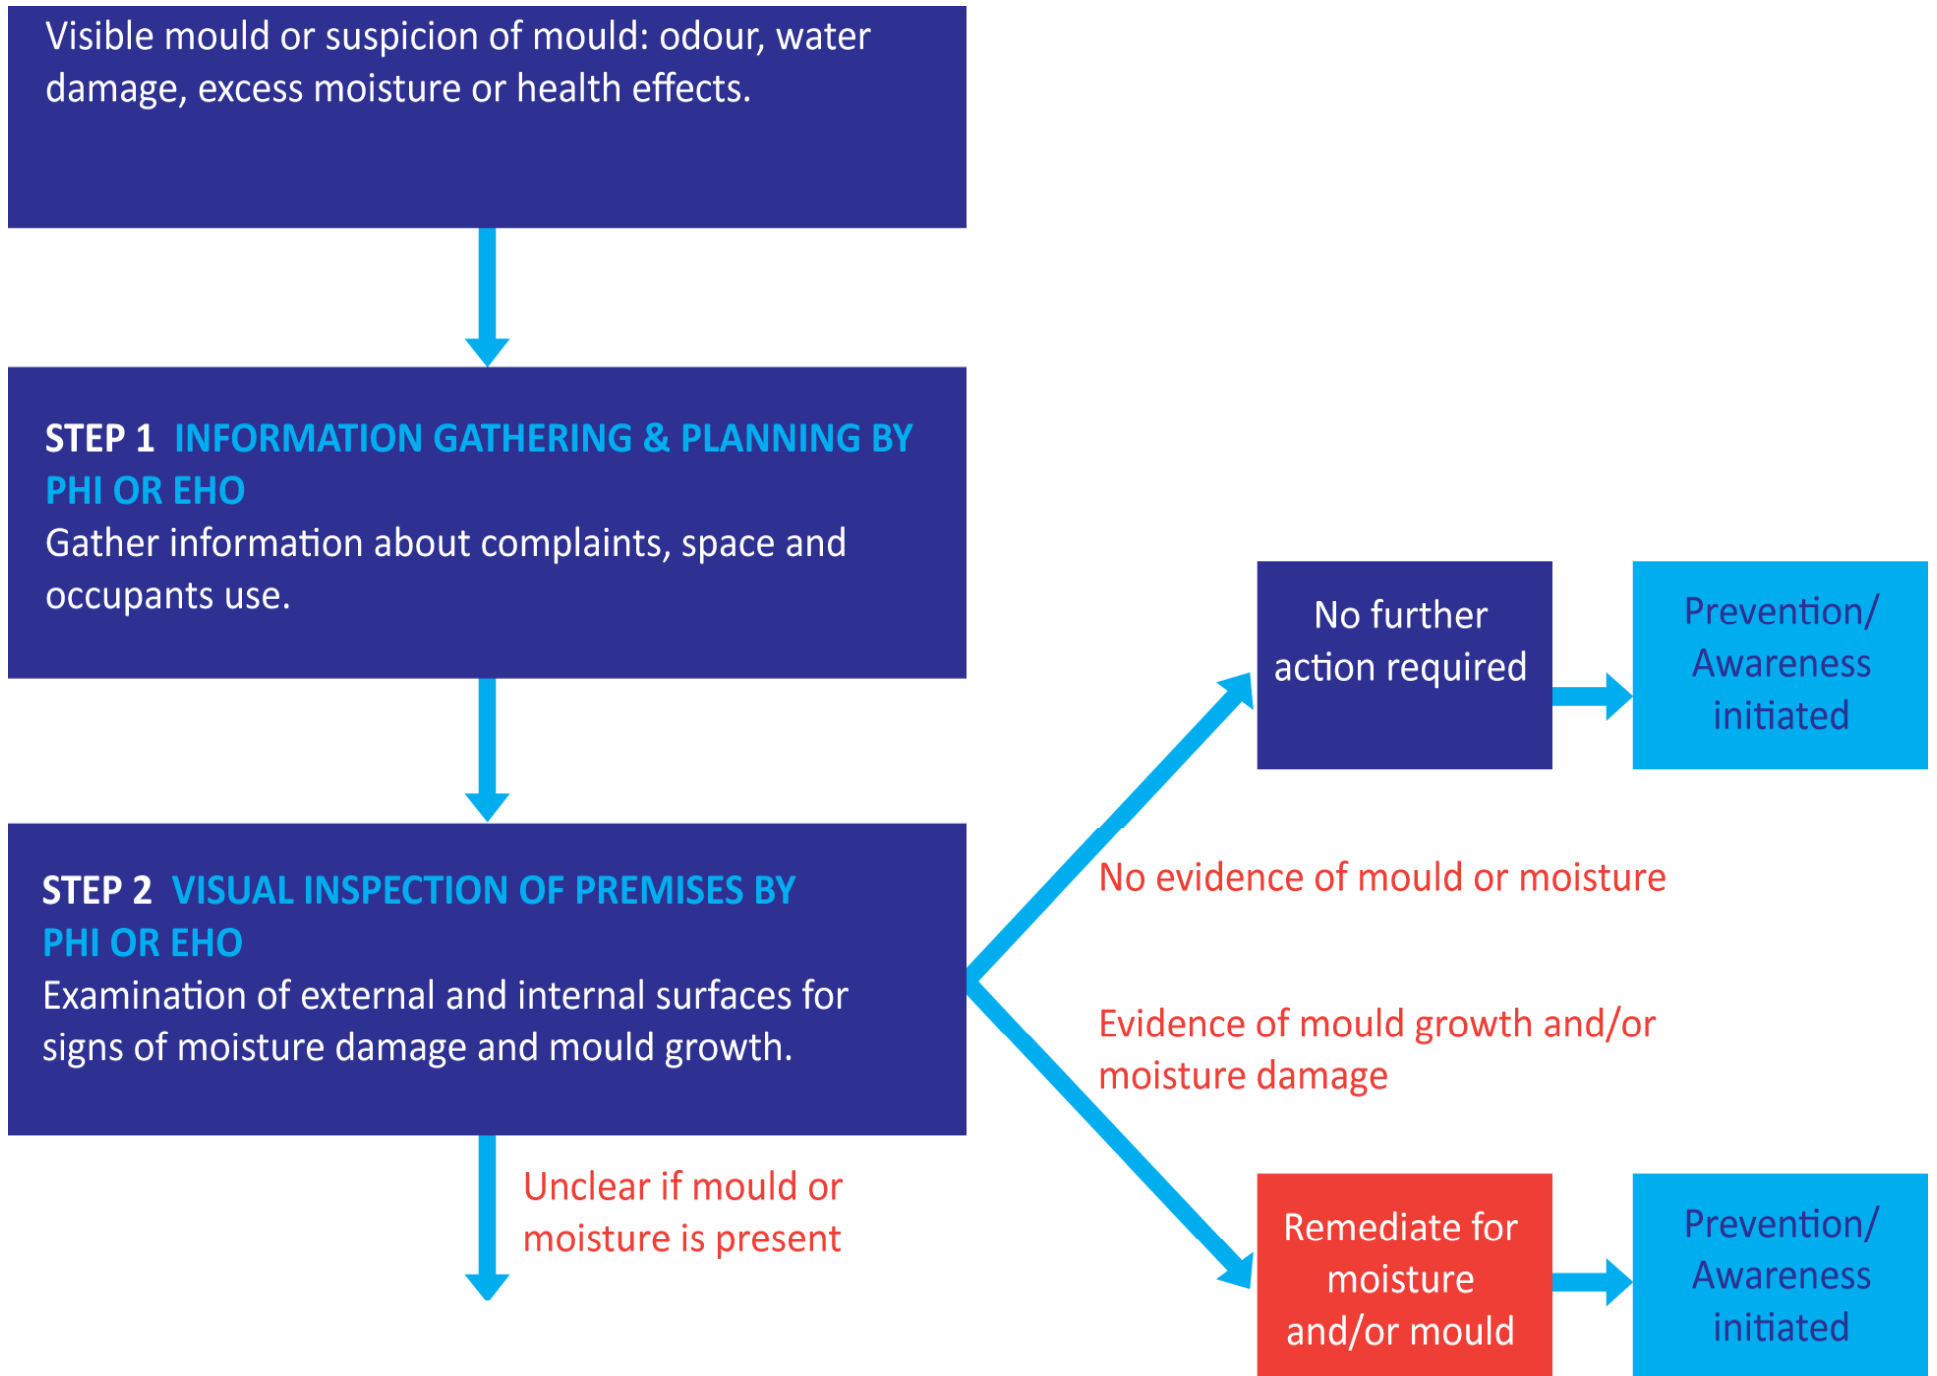 Visible mould or suspicion of mould: odour, water
damage, excess moisture or health effects.
STEP 1 INFORMATION GATHERING & PLANNING BY
PHI OR EHO
Gather information about complaints, space and
occupants use.
STEP 2 VISUAL INSPECTION OF PREMISES BY
PHI OR EHO
Examination of external and internal surfaces for
signs of moisture damage and mould growth.
Unclear if mould or
moisture is present
No further
action required
Prevention/
Awareness
initiated
No evidence of mould or moisture
Evidence of mould growth and/or
moisture damage
Remediate for
moisture
and/or mould
Prevention/
Awareness
initiated